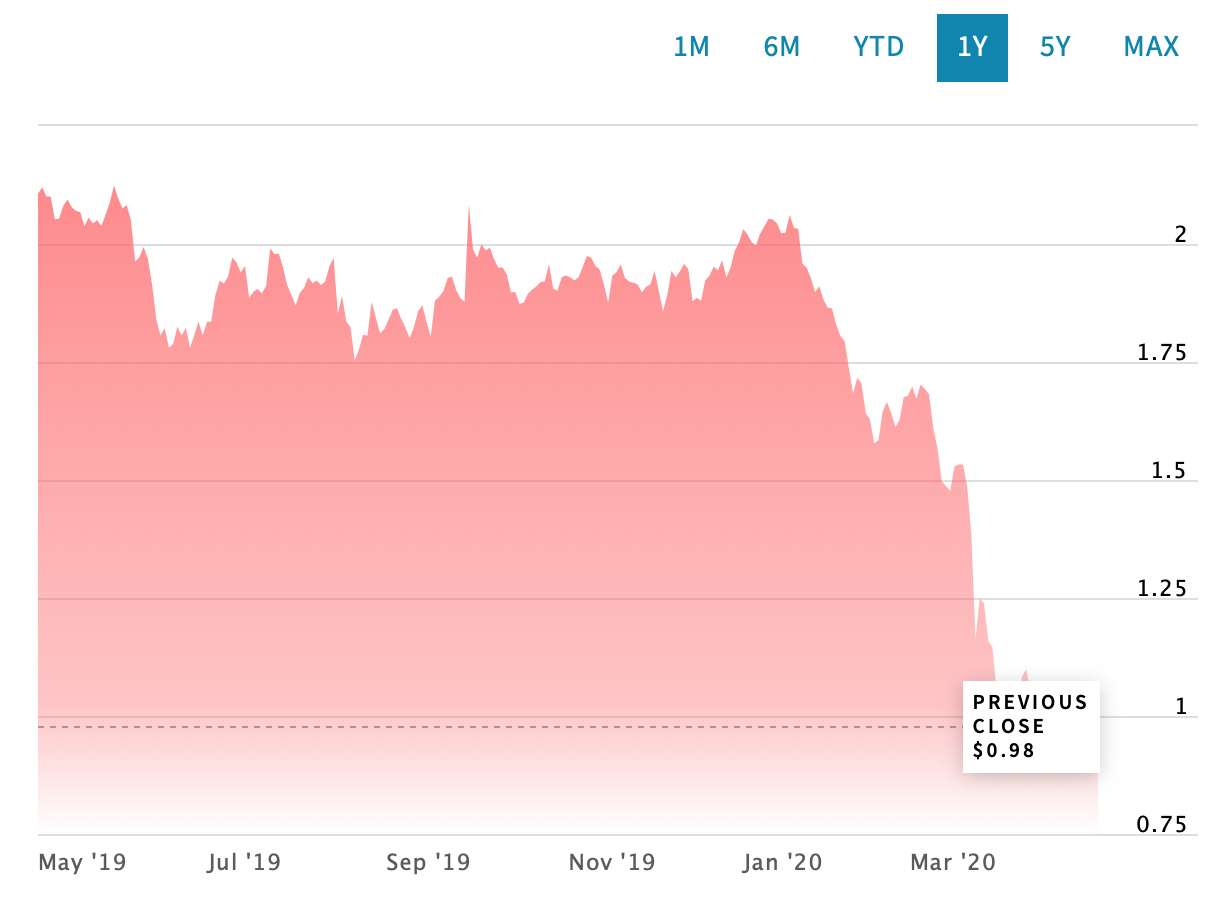 1M 6M YTD 1Y 5Y MAX
2
1.75
1.5
1.25
1
0.75
PREVIOUS
CLOSE
$0.98
May '19 Jul '19 Sep '19 Nov '19 Jan '20 Mar '20